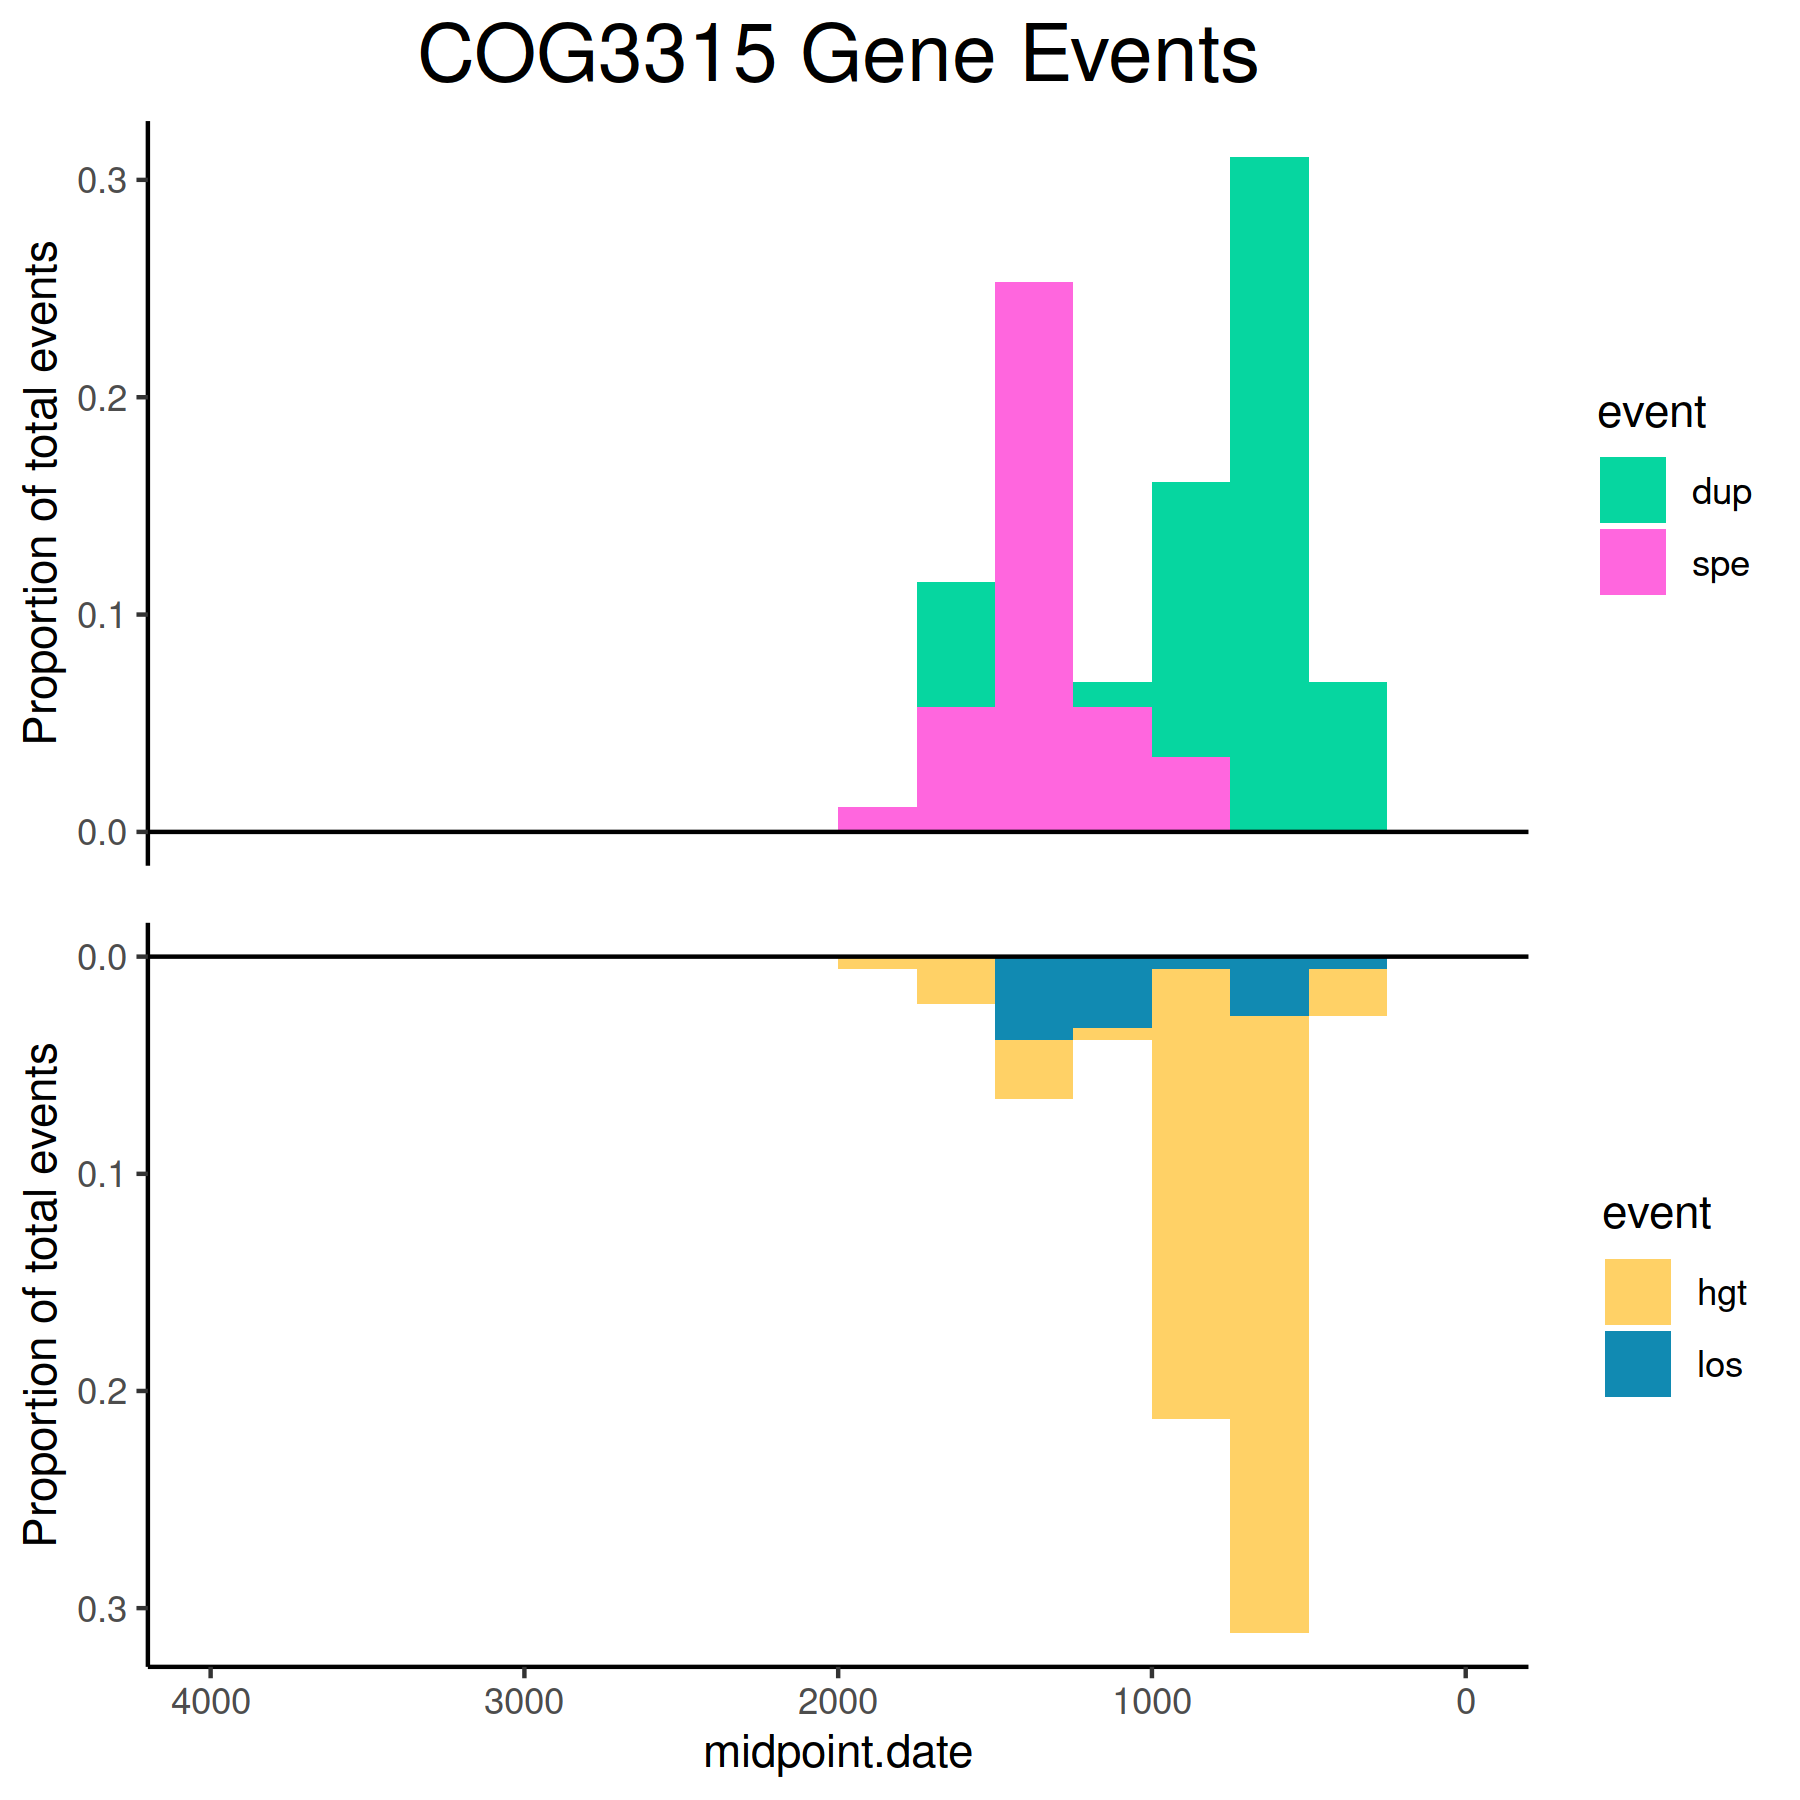 COG3315 Gene Events
Proportion of total events
0.3
0.2
0.1
0.0
event
dup
spe
Proportion of total events
0.0
0.1
0.2
0.3
event
hgt
los
4000 3000 2000 1000 0
midpoint.date